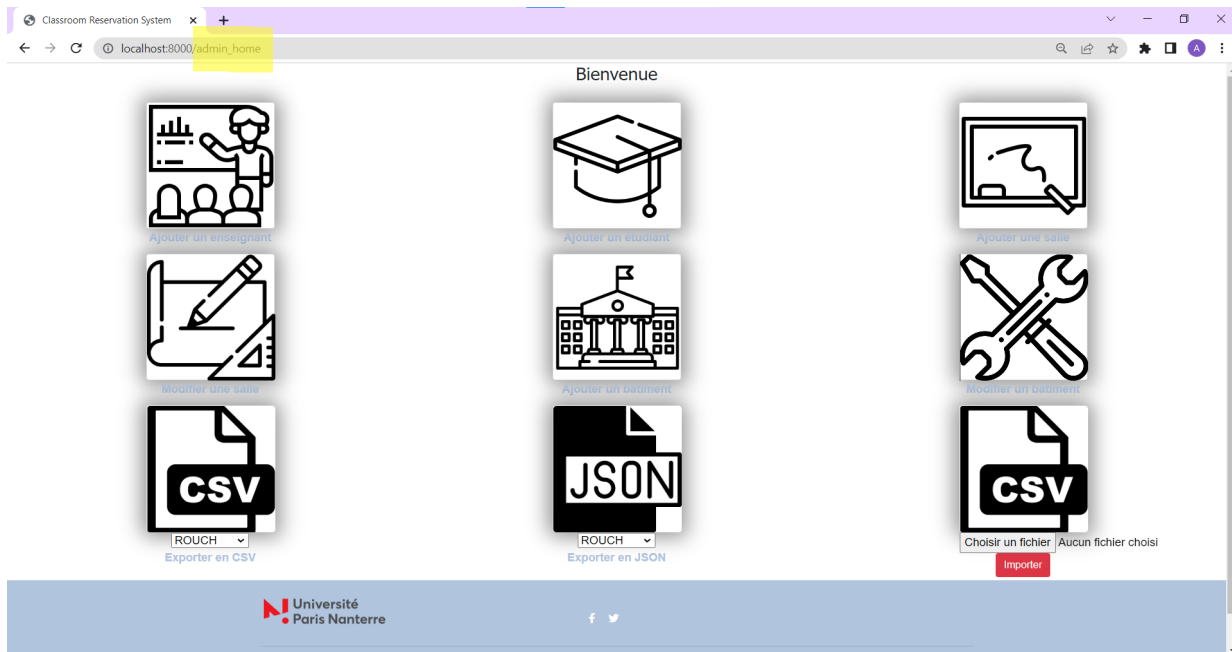 Classroom Reservation System
localhost:8000/admin_home
A
Bienvenue
Ajouter un enseignant
Ajouter un étudiant
Ajouter une salle
Modifier une salle
Ajouter un batiment
Modifier un batiment
CSV
JSON
CSV
ROUCH
ROUCH
Choisir un fichier Aucun fichier choisi
Exporter en CSV
Exporter en JSON
Importer
Université
Paris Nanterre